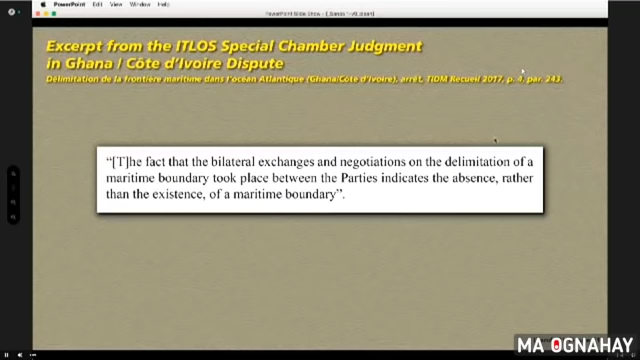 PowerPoint File Edit View Window Help
Excerpt from the ITLOS Special Chamber Judgment
in Ghana / Côte d'Ivoire Dispute
Délimitation de la frontière maritime dans l'océan Atlantique (Ghana/Côte d'Ivoire), arrêt, TIDM Recueil 2017, p. 4, par. 243.
“[T]he fact that the bilateral exchanges and negotiations on the delimitation of a
maritime boundary took place between the Parties indicates the absence, rather
than the existence, of a maritime boundary”.
MA OGNAHAY